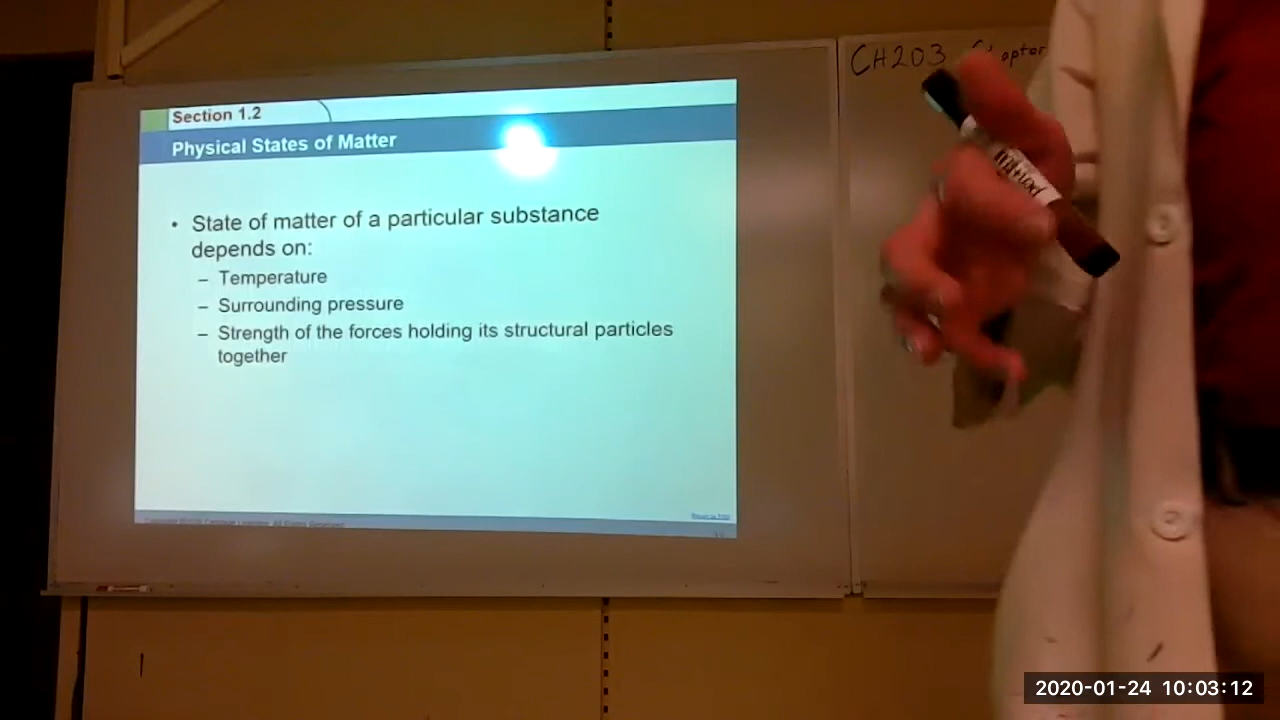 Section 1.2
Physical States of Matter
• State of matter of a particular substance
depends on:
– Temperature
– Surrounding pressure
– Strength of the forces holding its structural particles
together
CH203
2020-01-24 10:03:12